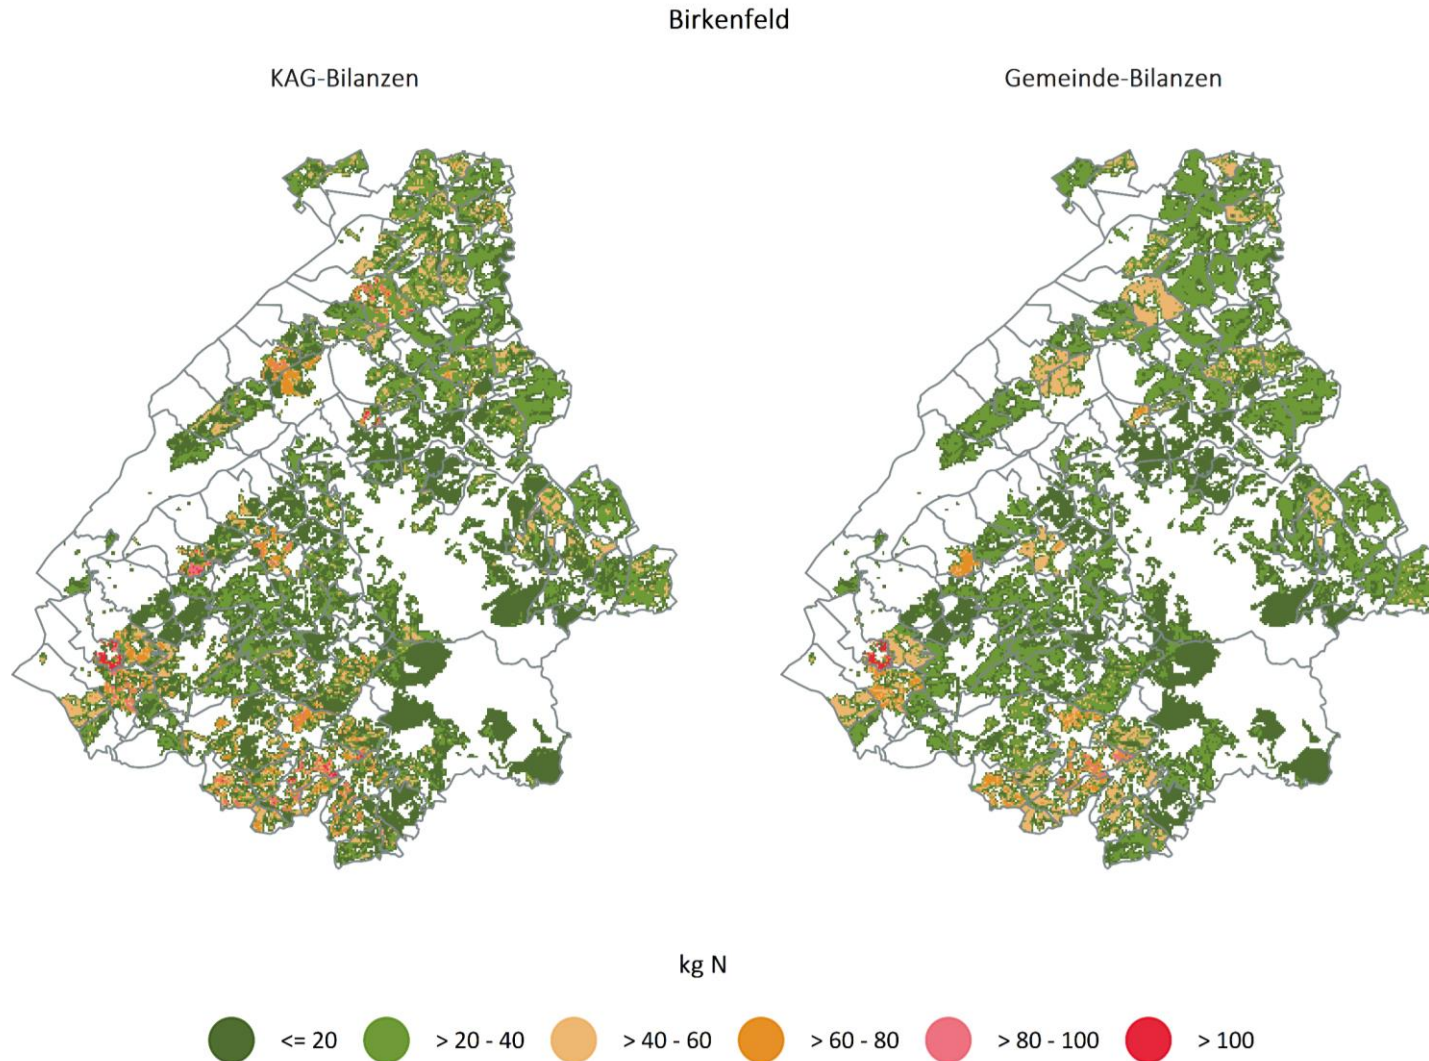 Birkenfeld
KAG-Bilanzen
Gemeinde-Bilanzen
kg N
<= 20
> 20 - 40
> 40 - 60
> 60 - 80
> 80 - 100
> 100